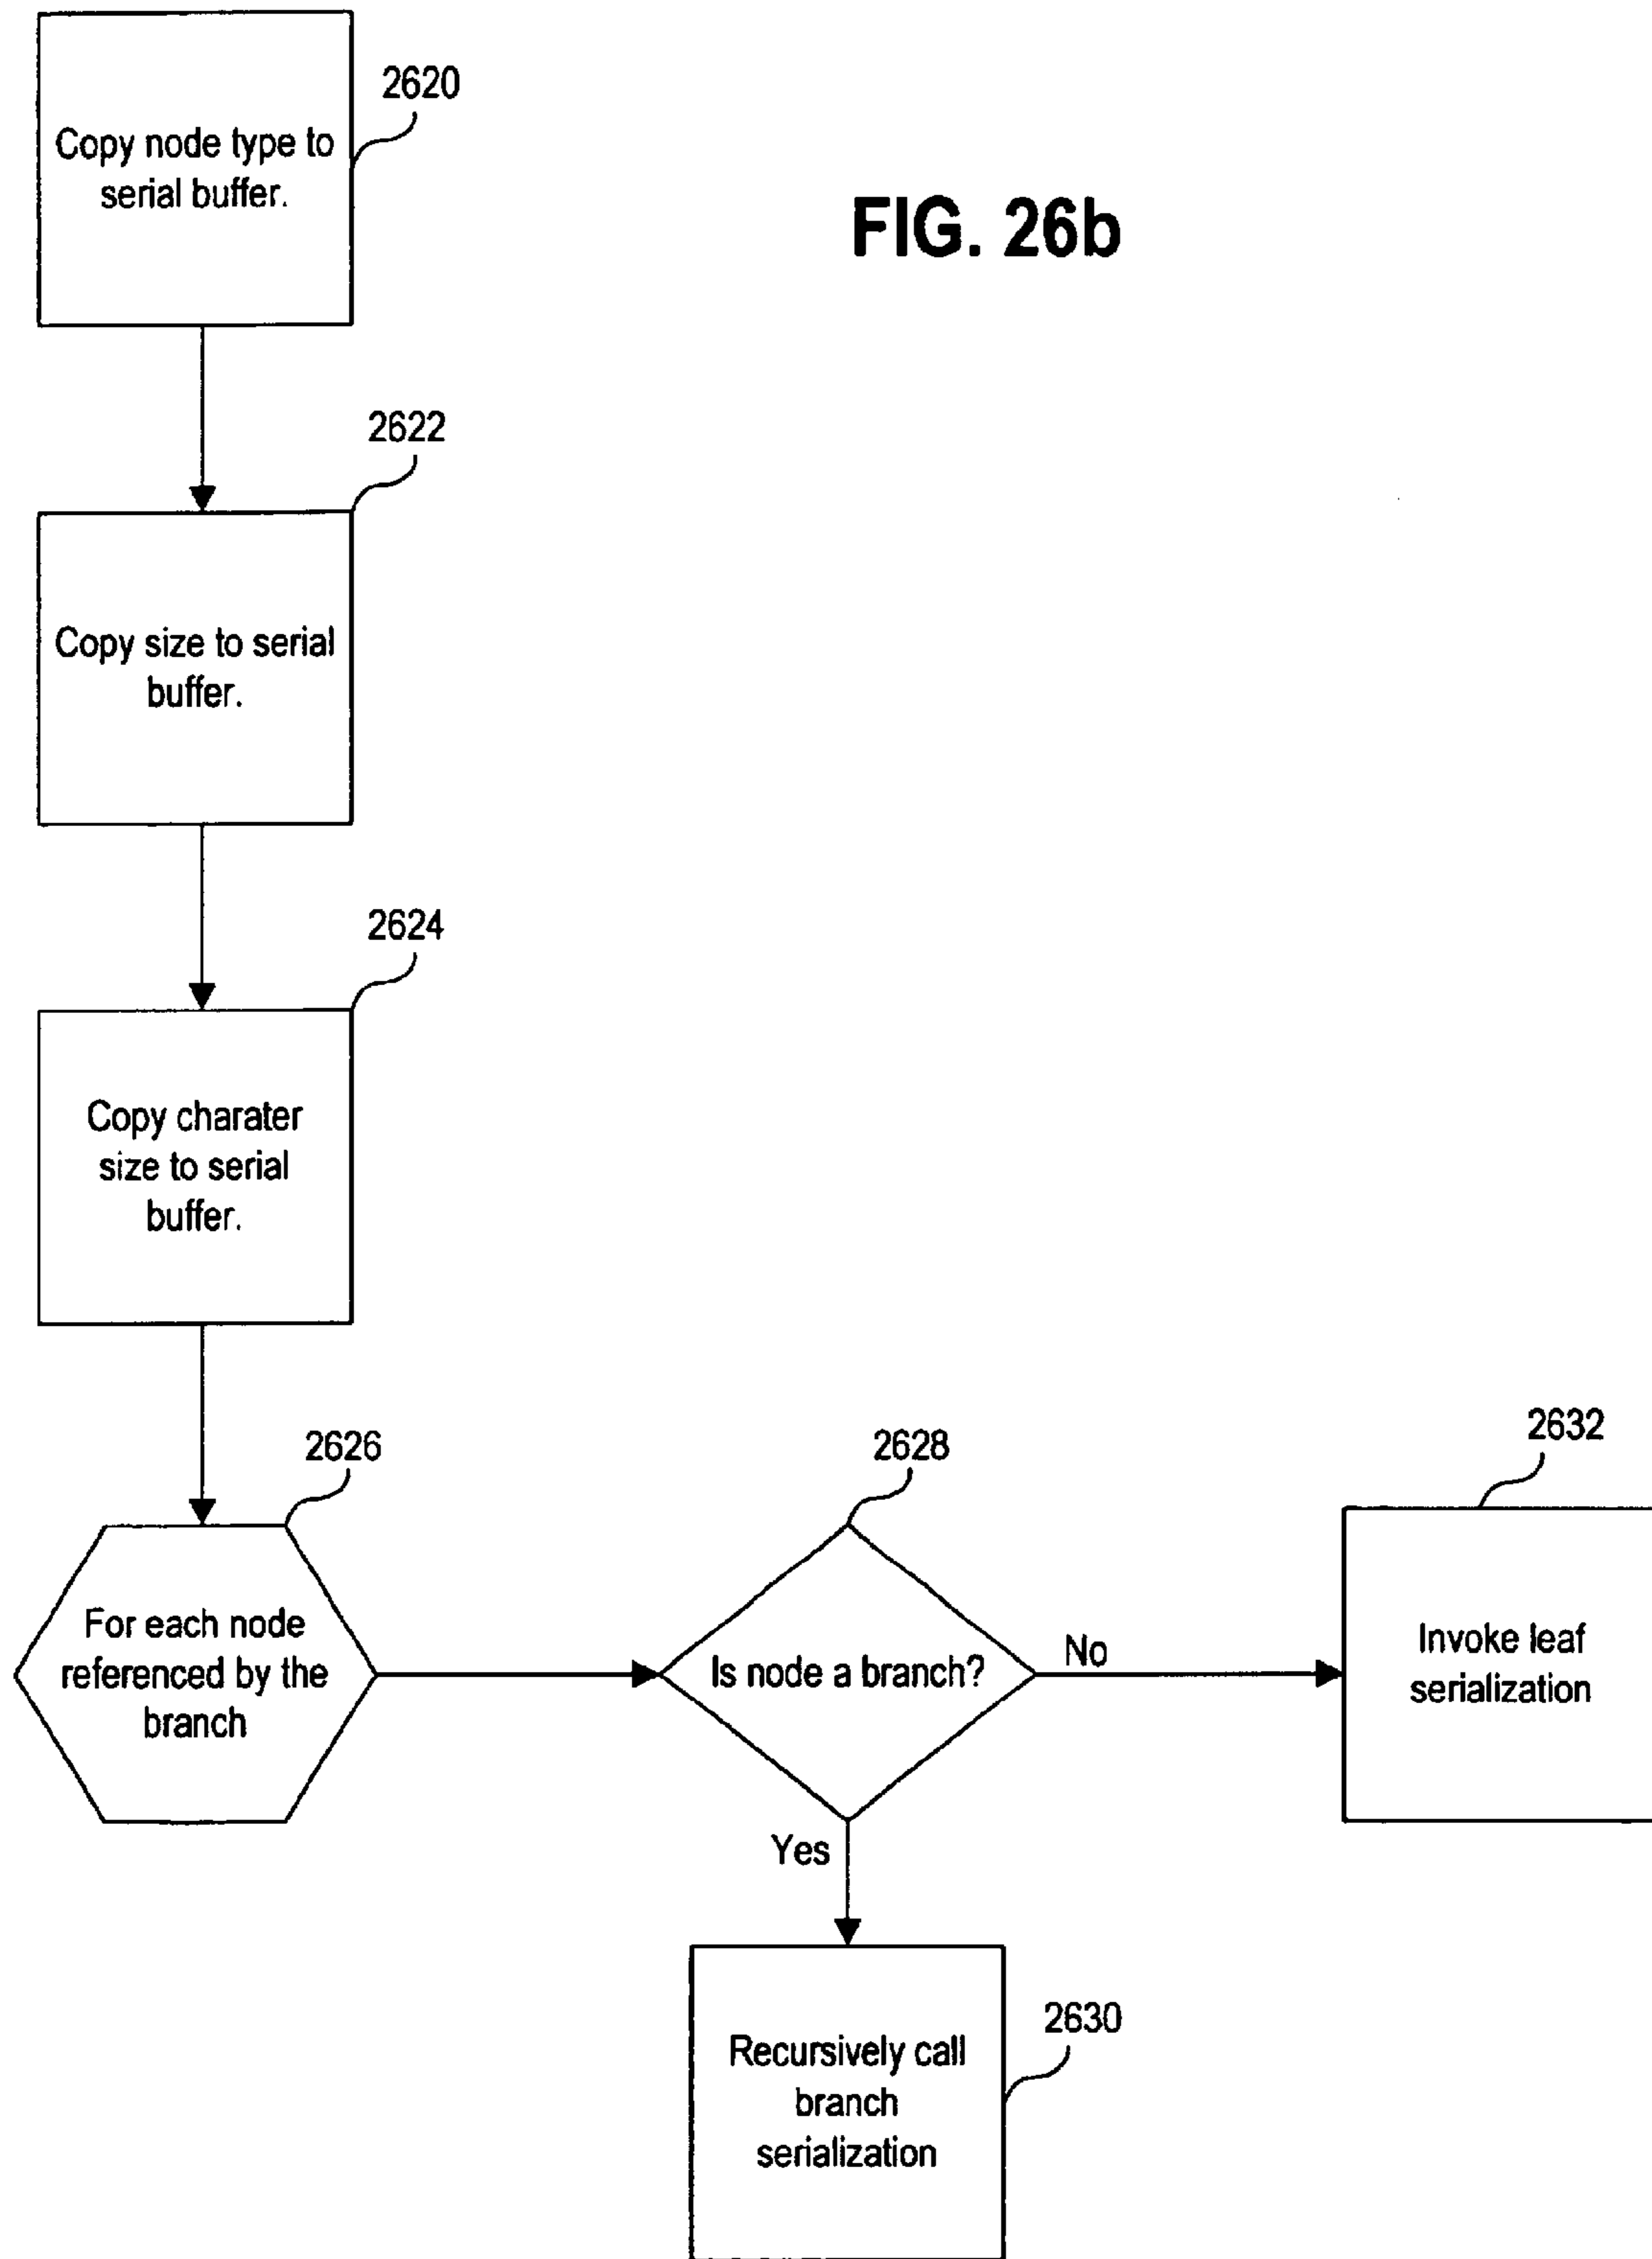 2620
Copy node type to
serial buffer.
FIG. 26b
2622
Copy size to serial
buffer.
2624
Copy charater
size to serial
buffer.
2626
For each node
referenced by the
branch
2628
Is node a branch?
No
2632
Invoke leaf
serialization
Yes
2630
Recursively call
branch
serialization